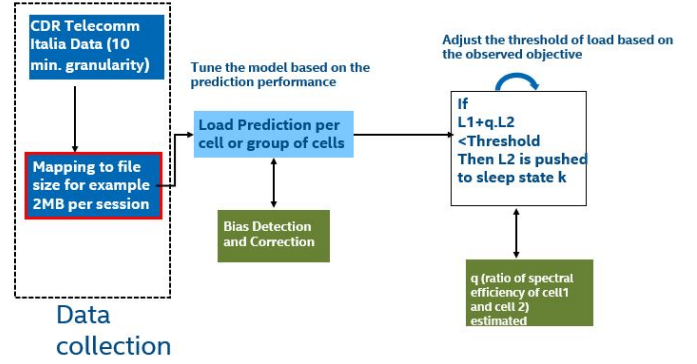 CDR Telecomm
Italia Data (10
min. granularity)
Mapping to file
size for example
2MB per session
Data
collection
Tune the model based on the
prediction performance
Load Prediction per
cell or group of cells
Bias Detection
and Correction
Adjust the threshold of load based on
the observed objective
If
L1+q.L2
<Threshold
Then L2 is pushed
to sleep state k
q (ratio of spectral
efficiency of cell1
and cell 2)
estimated